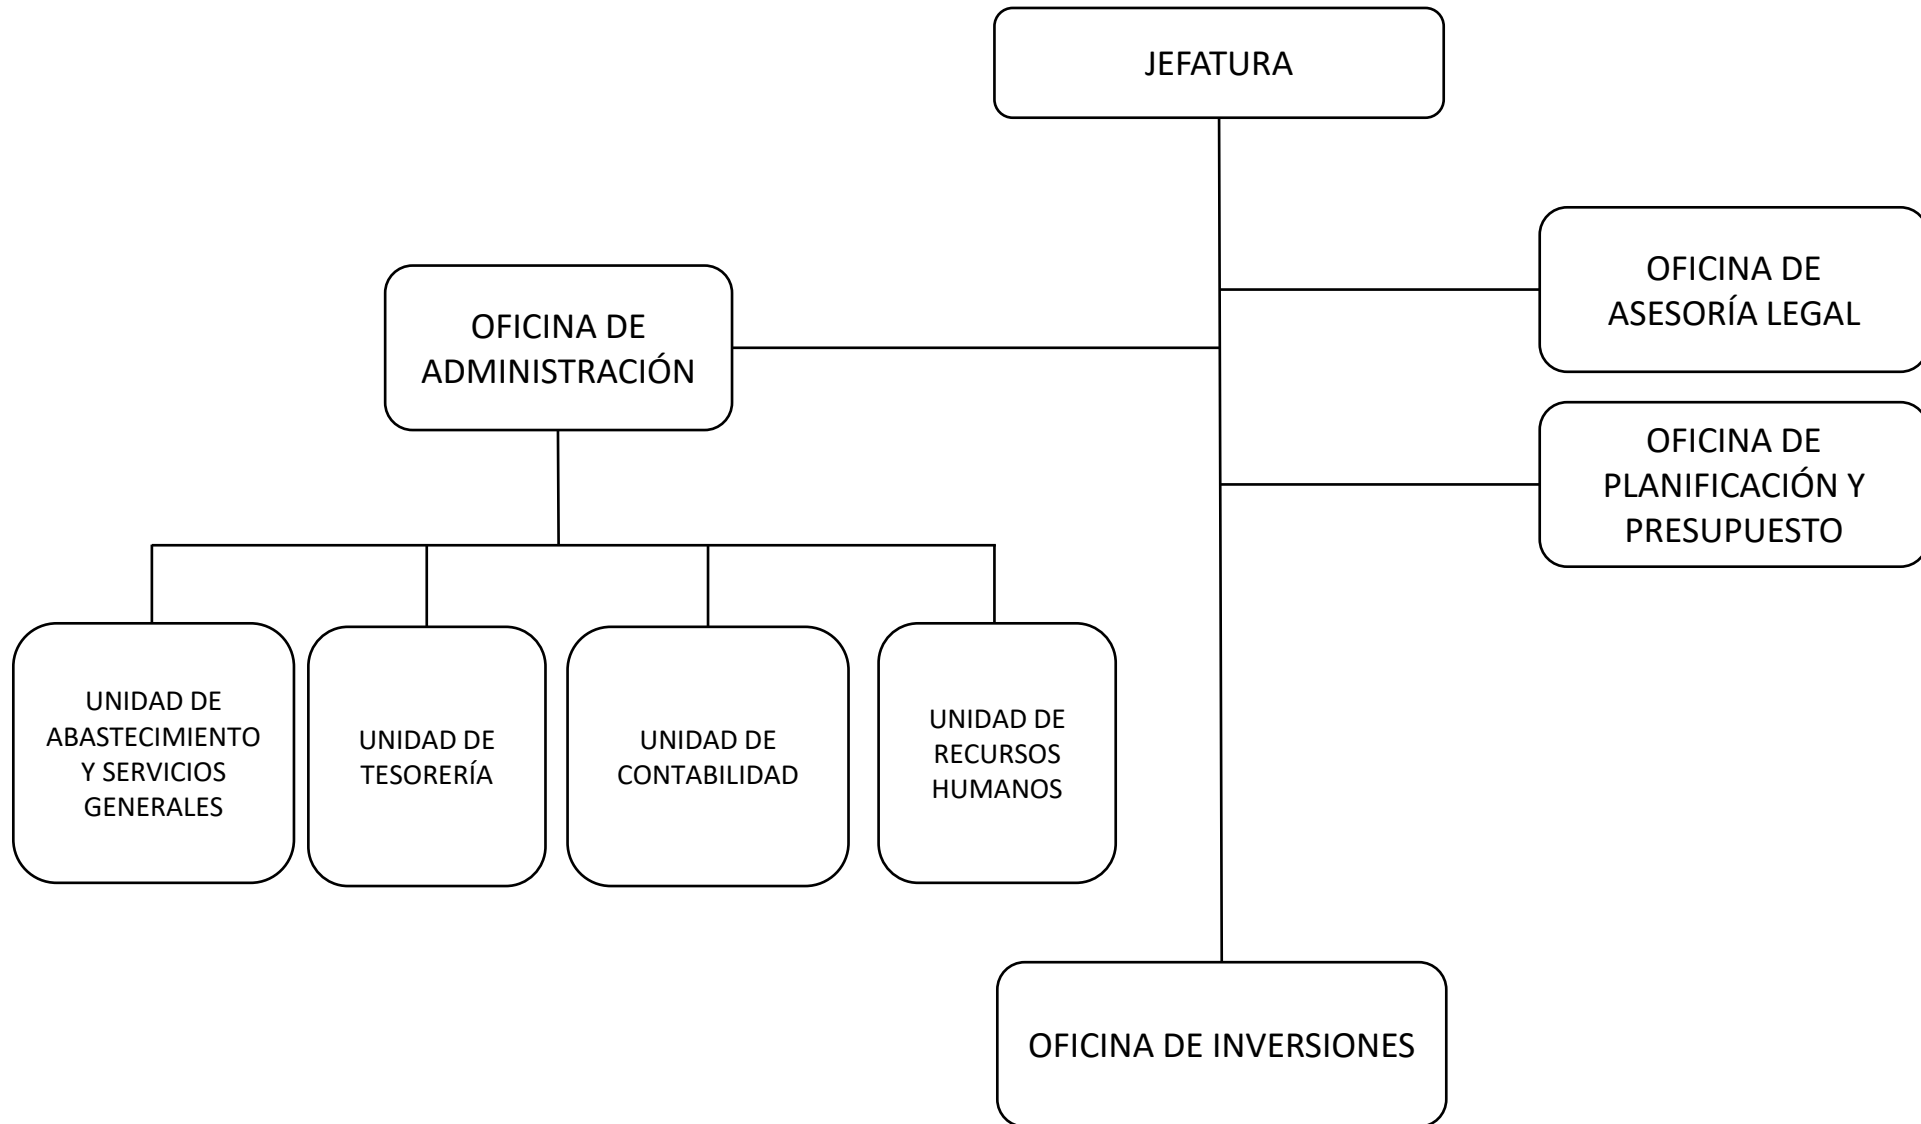 JEFATURA
OFICINA DE
ASESORÍA LEGAL
OFICINA DE
ADMINISTRACIÓN
OFICINA DE
PLANIFICACIÓN Y
PRESUPUESTO
UNIDAD DE
ABASTECIMIENTO
Y SERVICIOS
GENERALES
UNIDAD DE
TESORERÍA
UNIDAD DE
CONTABILIDAD
UNIDAD DE
RECURSOS
HUMANOS
OFICINA DE INVERSIONES